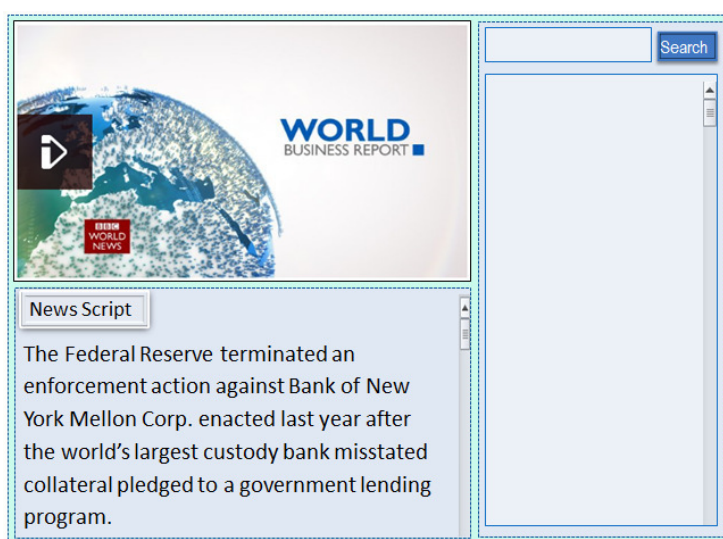 WORLD
BUSINESS REPORT
BBC
WORLD
NEWS
Search
News Script
The Federal Reserve terminated an
enforcement action against Bank of New
York Mellon Corp. enacted last year after
the world's largest custody bank misstated
collateral pledged to a government lending
program.